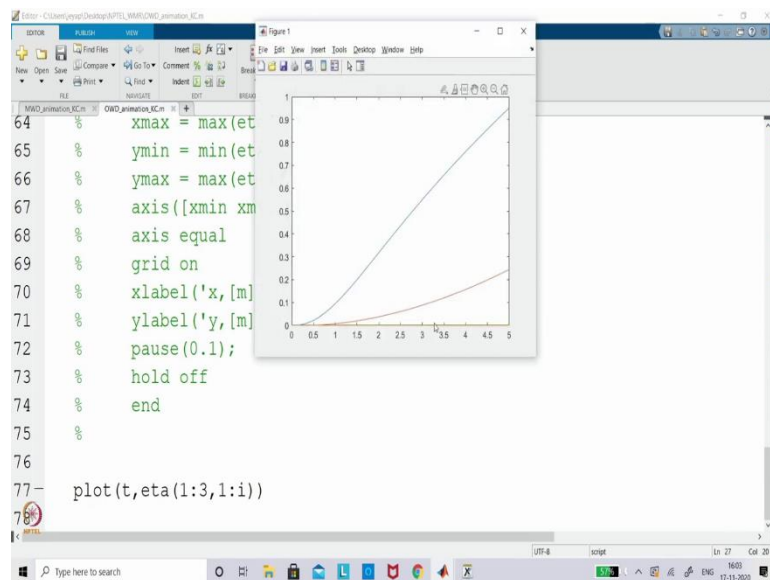 Editor - C:\Users\jeyap\Desktop\NPTEL_WMR\OWD_animation_KC.m
EDITOR PUBLISH VIEW
New Open Save
Find Files
Compare
Print
Go To
Find
Insert fx
Comment %
Indent
FILE NAVIGATE EDIT
MWD_animation_KC.m × OWD_animation_KC.m × +
64 % xmax = max(et
65 % ymin = min(et
66 % ymax = max(et
67 % axis([xmin xm
68 % axis equal
69 % grid on
70 % xlabel('x,[m]
71 % ylabel('y,[m]
72 % pause(0.1);
73 % hold off
74 % end
75 %
76
77 – plot(t,eta(1:3,1:i))
78
NPTEL
Figure 1
File Edit View Insert Tools Desktop Window Help
1
0.9
0.8
0.7
0.6
0.5
0.4
0.3
0.2
0.1
0
0 0.5 1 1.5 2 2.5 3 3.5 4 4.5 5
UTF-8 script Ln 27 Col 20
Type here to search
57% ENG 16:03
17-11-2020